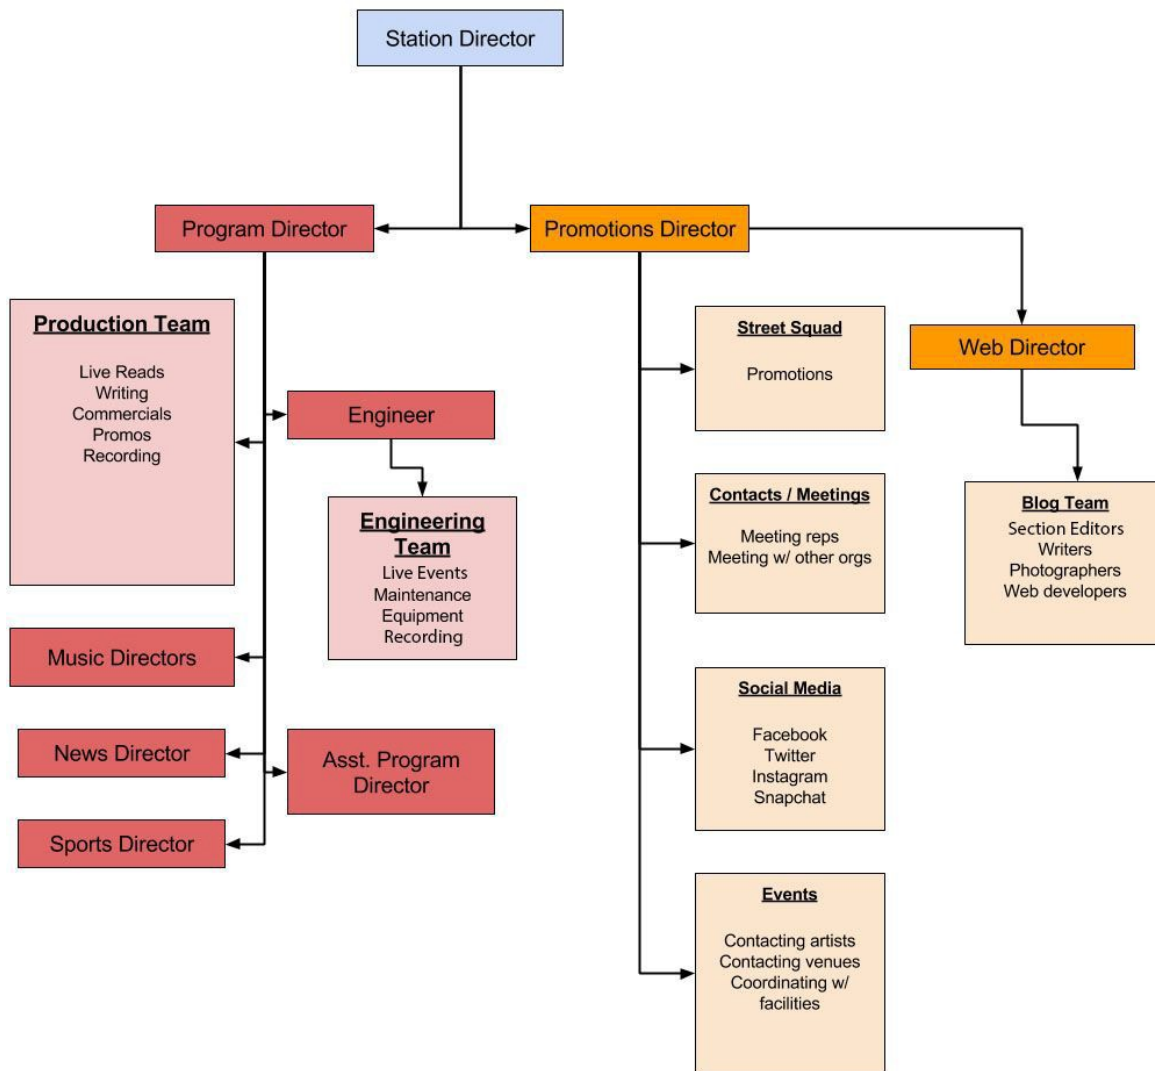 Station Director
Program Director
Promotions Director
Production Team
Live Reads
Writing
Commercials
Promos
Recording
Engineer
Engineering
Team
Live Events
Maintenance
Equipment
Recording
Music Directors
News Director
Asst. Program
Director
Sports Director
Street Squad
Promotions
Contacts / Meetings
Meeting reps
Meeting w/ other orgs
Social Media
Facebook
Twitter
Instagram
Snapchat
Events
Contacting artists
Contacting venues
Coordinating w/
facilities
Web Director
Blog Team
Section Editors
Writers
Photographers
Web developers